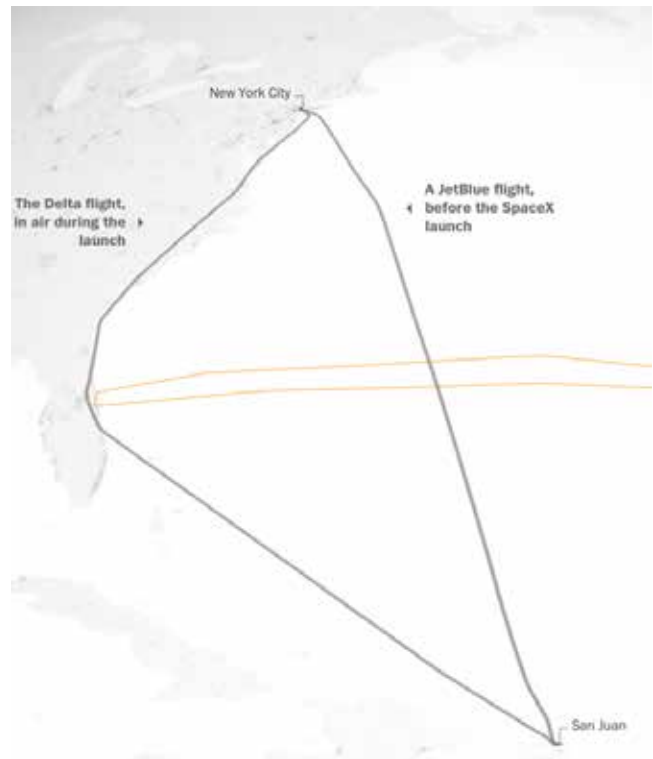 New York City
The Delta flight,
in air during the
launch
A JetBlue flight,
before the SpaceX
launch
San Juan